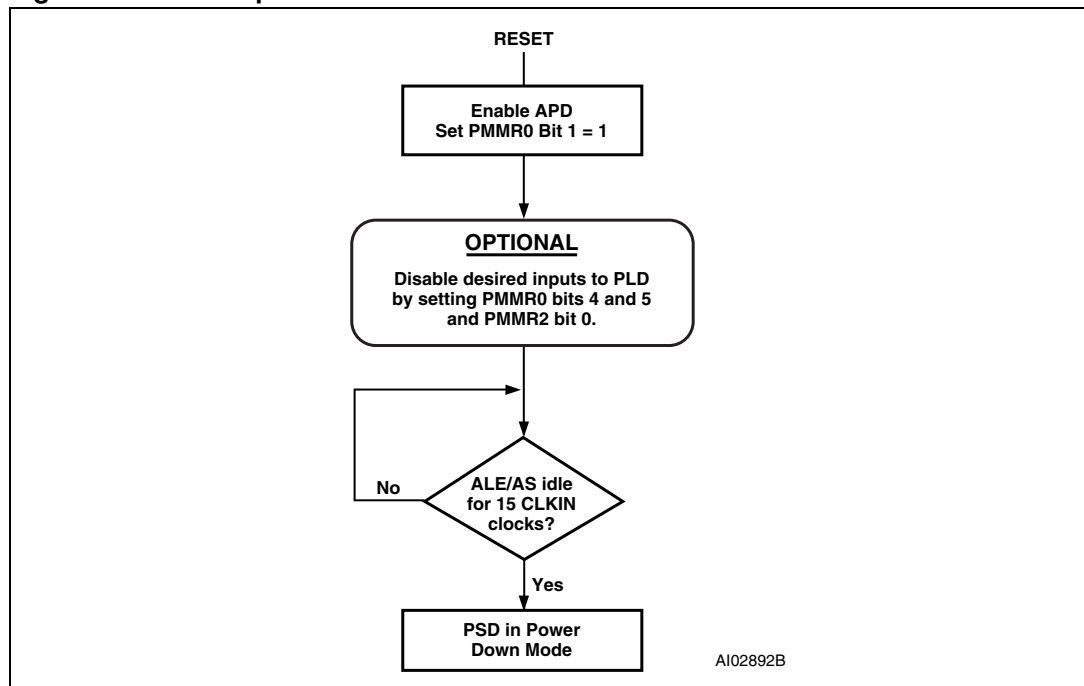 RESET
Enable APD
Set PMMR0 Bit 1 = 1
OPTIONAL
Disable desired inputs to PLD
by setting PMMR0 bits 4 and 5
and PMMR2 bit 0.
No
ALE/AS idle
for 15 CLKIN
clocks?
Yes
PSD in Power
Down Mode
AI02892B